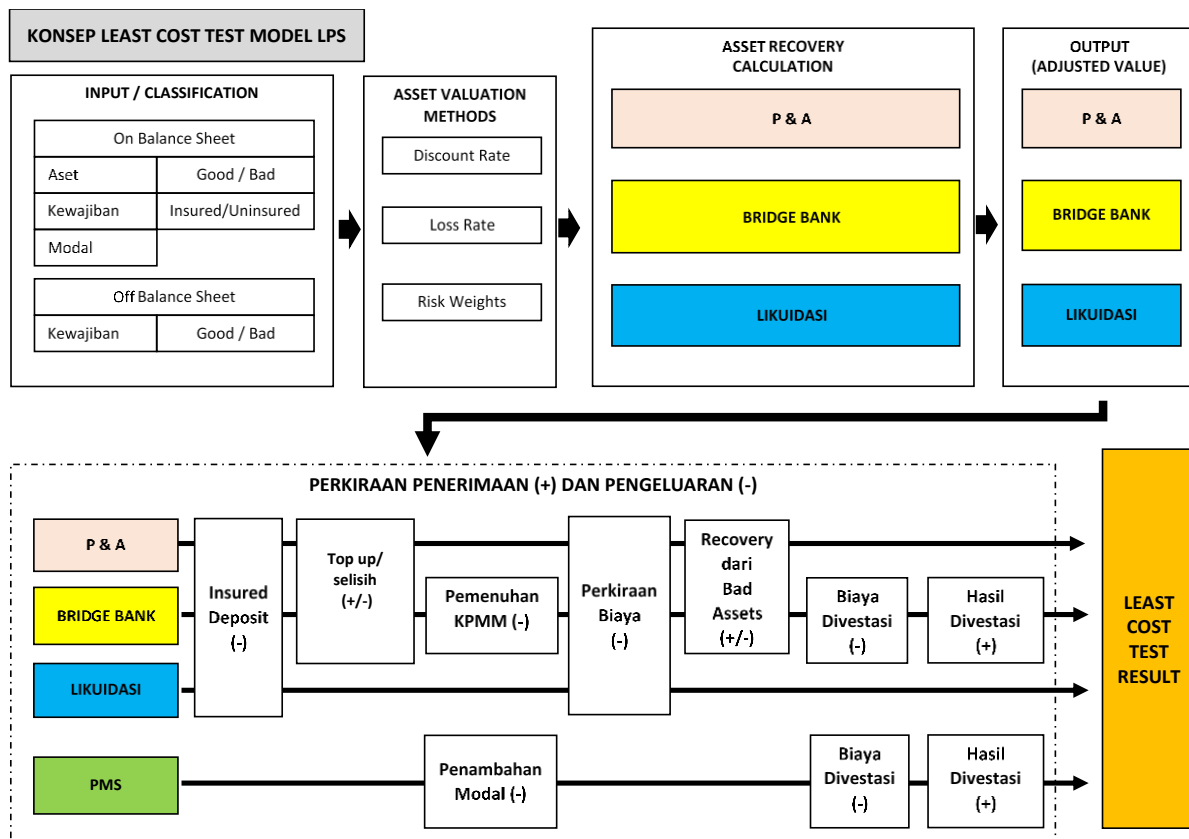 KONSEP LEAST COST TEST MODEL LPS
INPUT / CLASSIFICATION
On Balance Sheet
Aset
Good / Bad
Kewajiban
Insured/Uninsured
Modal
Off Balance Sheet
Kewajiban
Good / Bad
ASSET VALUATION
METHODS
Discount Rate
Loss Rate
Risk Weights
ASSET RECOVERY
CALCULATION
P & A
BRIDGE BANK
LIKUIDASI
OUTPUT
(ADJUSTED VALUE)
P & A
BRIDGE BANK
LIKUIDASI
PERKIRAAN PENERIMAAN (+) DAN PENGELUARAN (-)
P & A
BRIDGE BANK
LIKUIDASI
PMS
Insured
Deposit
(-)
Top up/
selisih
(+/-)
Pemenuhan
KPMM (-)
Perkiraan
Biaya
(-)
Recovery
dari
Bad
Assets
(+/-)
Biaya
Divestasi
(-)
Hasil
Divestasi
(+)
Penambahan
Modal (-)
Biaya
Divestasi
(-)
Hasil
Divestasi
(+)
LEAST
COST
TEST
RESULT